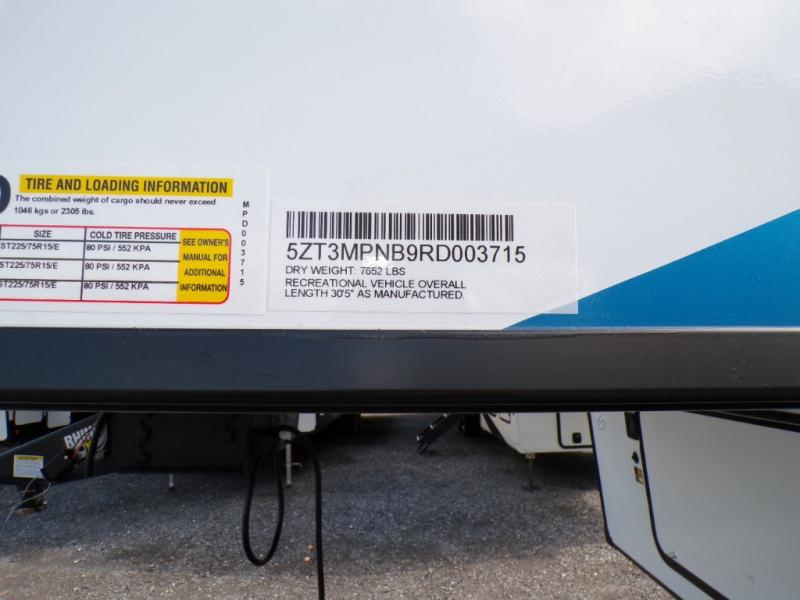 TIRE AND LOADING INFORMATION
The combined weight of cargo should never exceed
1046 kgs or 2305 lbs.
SIZE COLD TIRE PRESSURE
ST225/75R15/E 80 PSI / 552 KPA
ST225/75R15/E 80 PSI / 552 KPA
ST225/75R15/E 80 PSI / 552 KPA
SEE OWNER'S
MANUAL FOR
ADDITIONAL
INFORMATION
MPD003715
5ZT3MPNB9RD003715
DRY WEIGHT: 7652 LBS
RECREATIONAL VEHICLE OVERALL
LENGTH 30'5" AS MANUFACTURED.